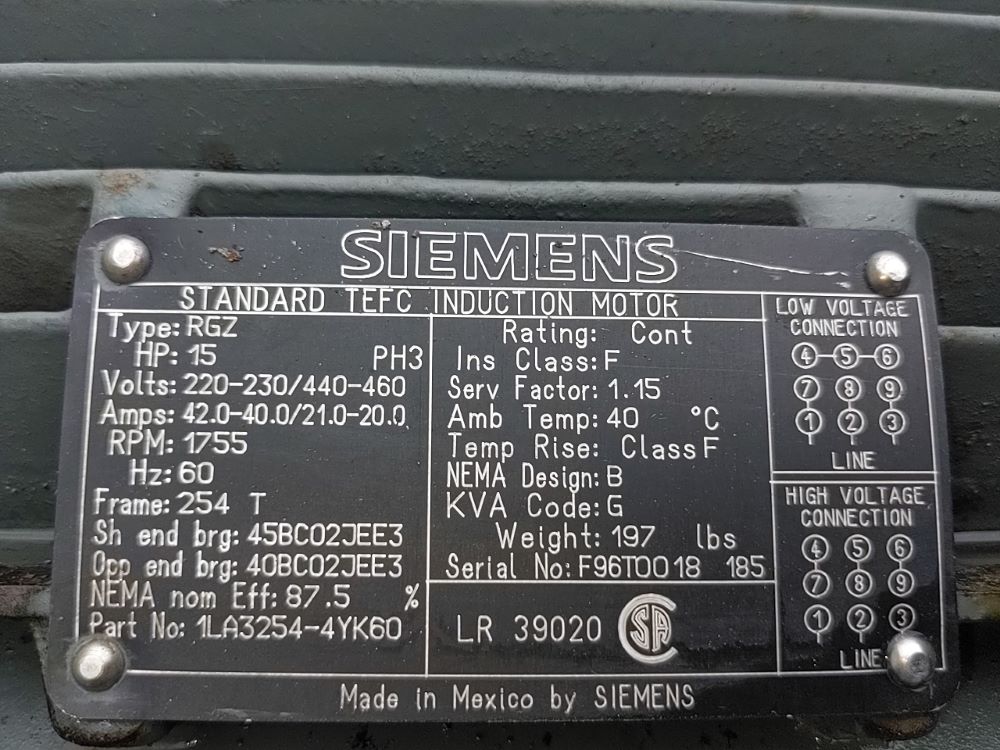 SIEMENS
STANDARD TEFC INDUCTION MOTOR
Type: RGZ
HP: 15 PH3
Volts: 220-230/440-460
Amps: 42.0-40.0/21.0-20.0
RPM: 1755
Hz: 60
Frame: 254 T
Sh end brg: 45BC02JEE3
Opp end brg: 40BC02JEE3
NEMA nom Eff: 87.5 %
Part No: 1LA3254-4YK60
Rating: Cont
Ins Class: F
Serv Factor: 1.15
Amb Temp: 40 °C
Temp Rise: Class F
NEMA Design: B
KVA Code: G
Weight: 197 lbs
Serial No: F96T0018 185
LR 39020 CSA
LOW VOLTAGE
CONNECTION
4-5-6
7 8 9
1 2 3
LINE
HIGH VOLTAGE
CONNECTION
4 5 6
7 8 9
1 2 3
LINE
Made in Mexico by SIEMENS